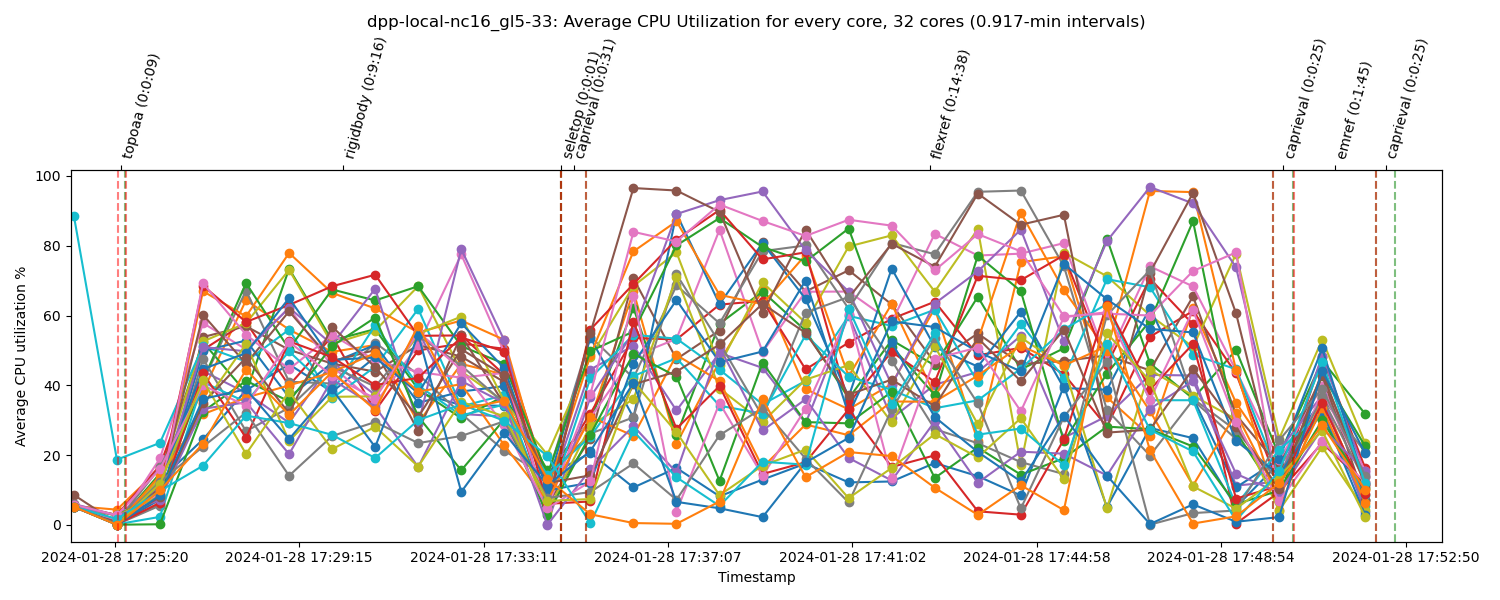 dpp-local-nc16_gl5-33: Average CPU Utilization for every core, 32 cores (0.917-min intervals)
topoaa (0:0:09)
rigidbody (0:9:16)
seletop (0:0:01)
caprieval (0:0:31)
flexref (0:14:38)
caprieval (0:0:25)
emref (0:1:45)
caprieval (0:0:25)
Average CPU utilization %
100
80
60
40
20
0
2024-01-28 17:25:20
2024-01-28 17:29:15
2024-01-28 17:33:11
2024-01-28 17:37:07
2024-01-28 17:41:02
2024-01-28 17:44:58
2024-01-28 17:48:54
2024-01-28 17:52:50
Timestamp